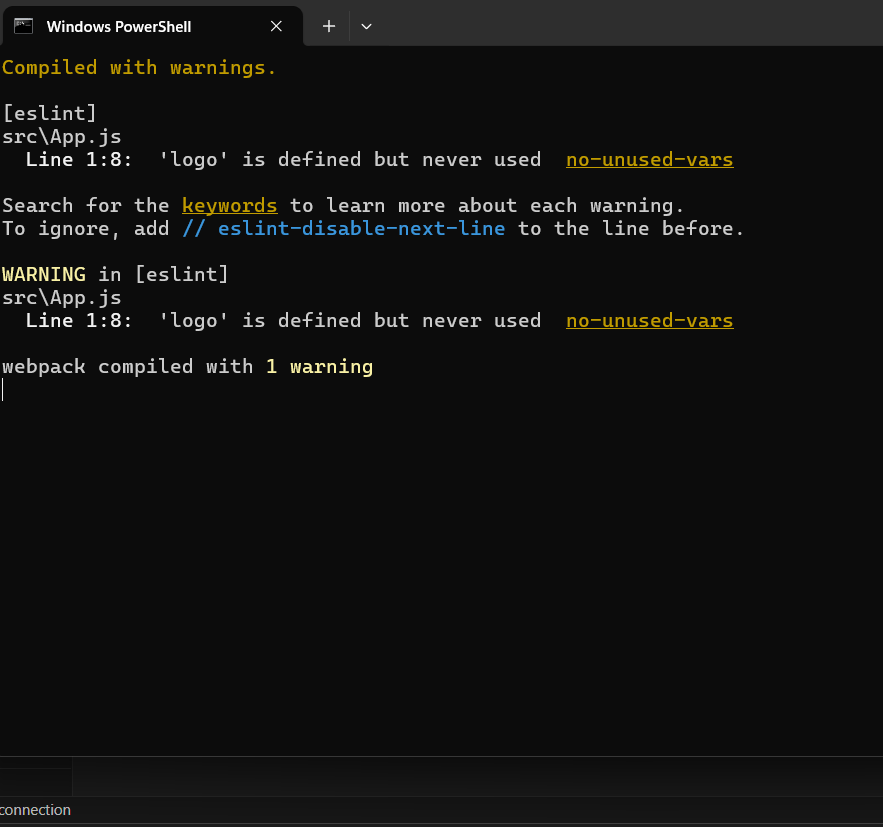 Windows PowerShell
Compiled with warnings.
[eslint]
src\App.js
Line 1:8: 'logo' is defined but never used no-unused-vars
Search for the keywords to learn more about each warning.
To ignore, add // eslint-disable-next-line to the line before.
WARNING in [eslint]
src\App.js
Line 1:8: 'logo' is defined but never used no-unused-vars
webpack compiled with 1 warning
connection